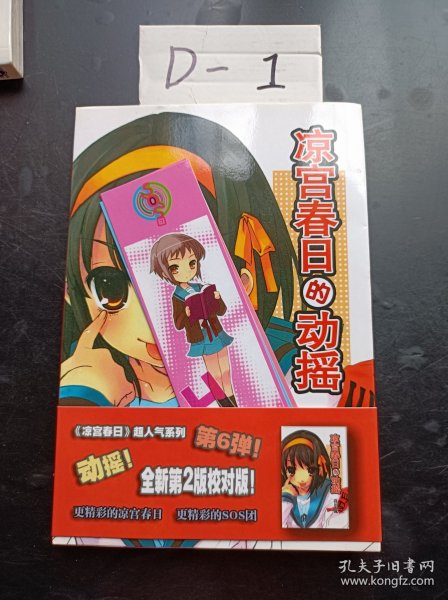 D-1
凉宫春日的动摇
《凉宫春日》超人气系列
第6弹!
动摇!
全新第2版校对版!
更精彩的凉宫春日 更精彩的SOS团
孔夫子旧书网
www.kongfz.com